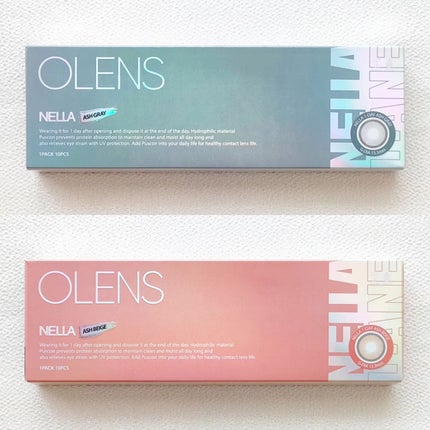 OLENS
NELLA ASH GRAY
Wearing it for 1 day after opening and dispose it at the end of the day. Hydrophilic material
Puscon prevents protein absorption to maintain clean and moist all day long and
also relieves eye strain with UV protection. Add Puscon into your daily life for healthy contact lens life.
1PACK 10PCS
NELLA
OLENS
NELLA ASH BEIGE
Wearing it for 1 day after opening and dispose it at the end of the day. Hydrophilic material
Puscon prevents protein absorption to maintain clean and moist all day long and
also relieves eye strain with UV protection. Add Puscon into your daily life for healthy contact lens life.
1PACK 10PCS
NELLA